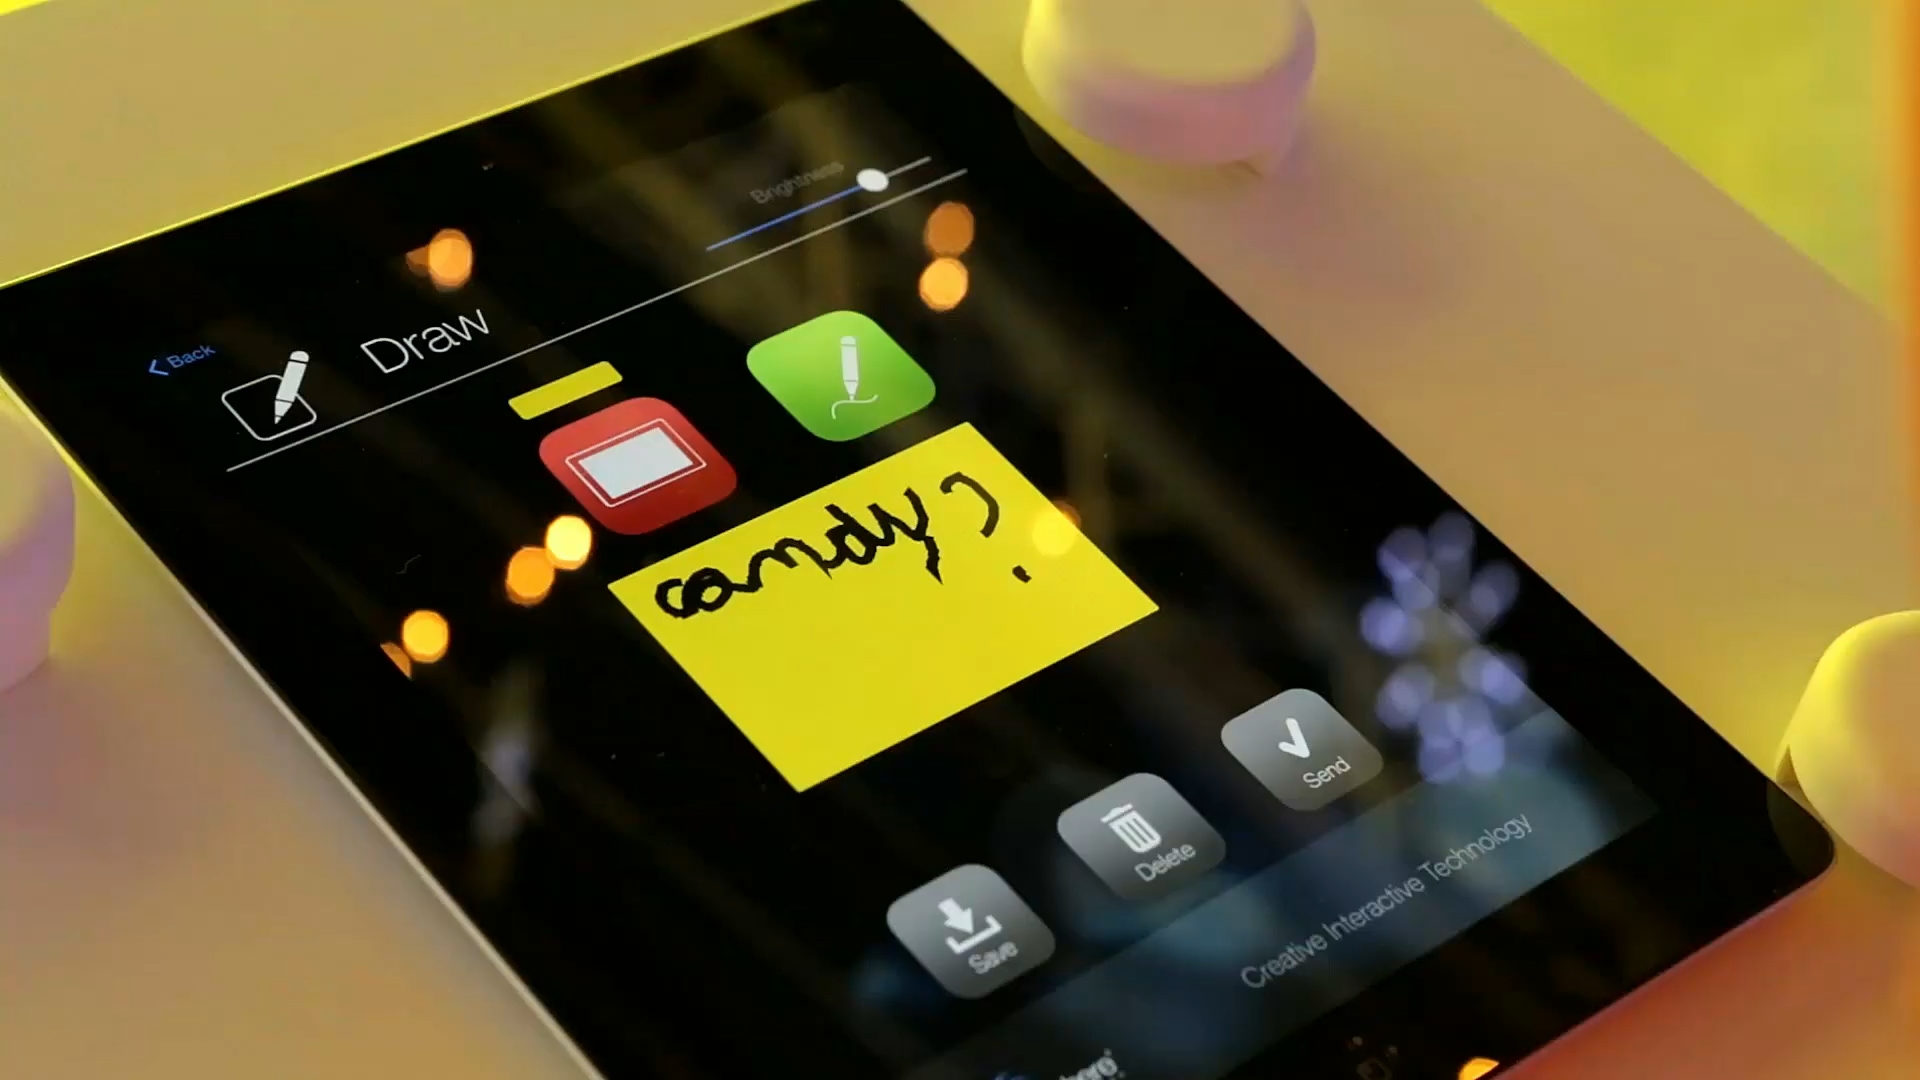 Brightness
Back
Draw
candy?
Send
Delete
Save
Creative Interactive Technology